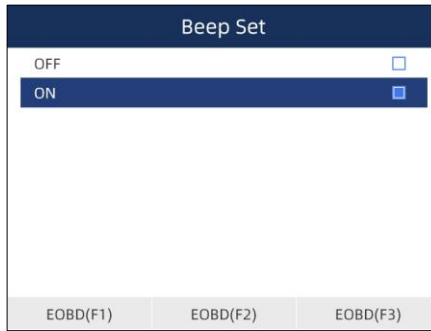 Beep Set
OFF
ON
EOBD(F1) EOBD(F2) EOBD(F3)